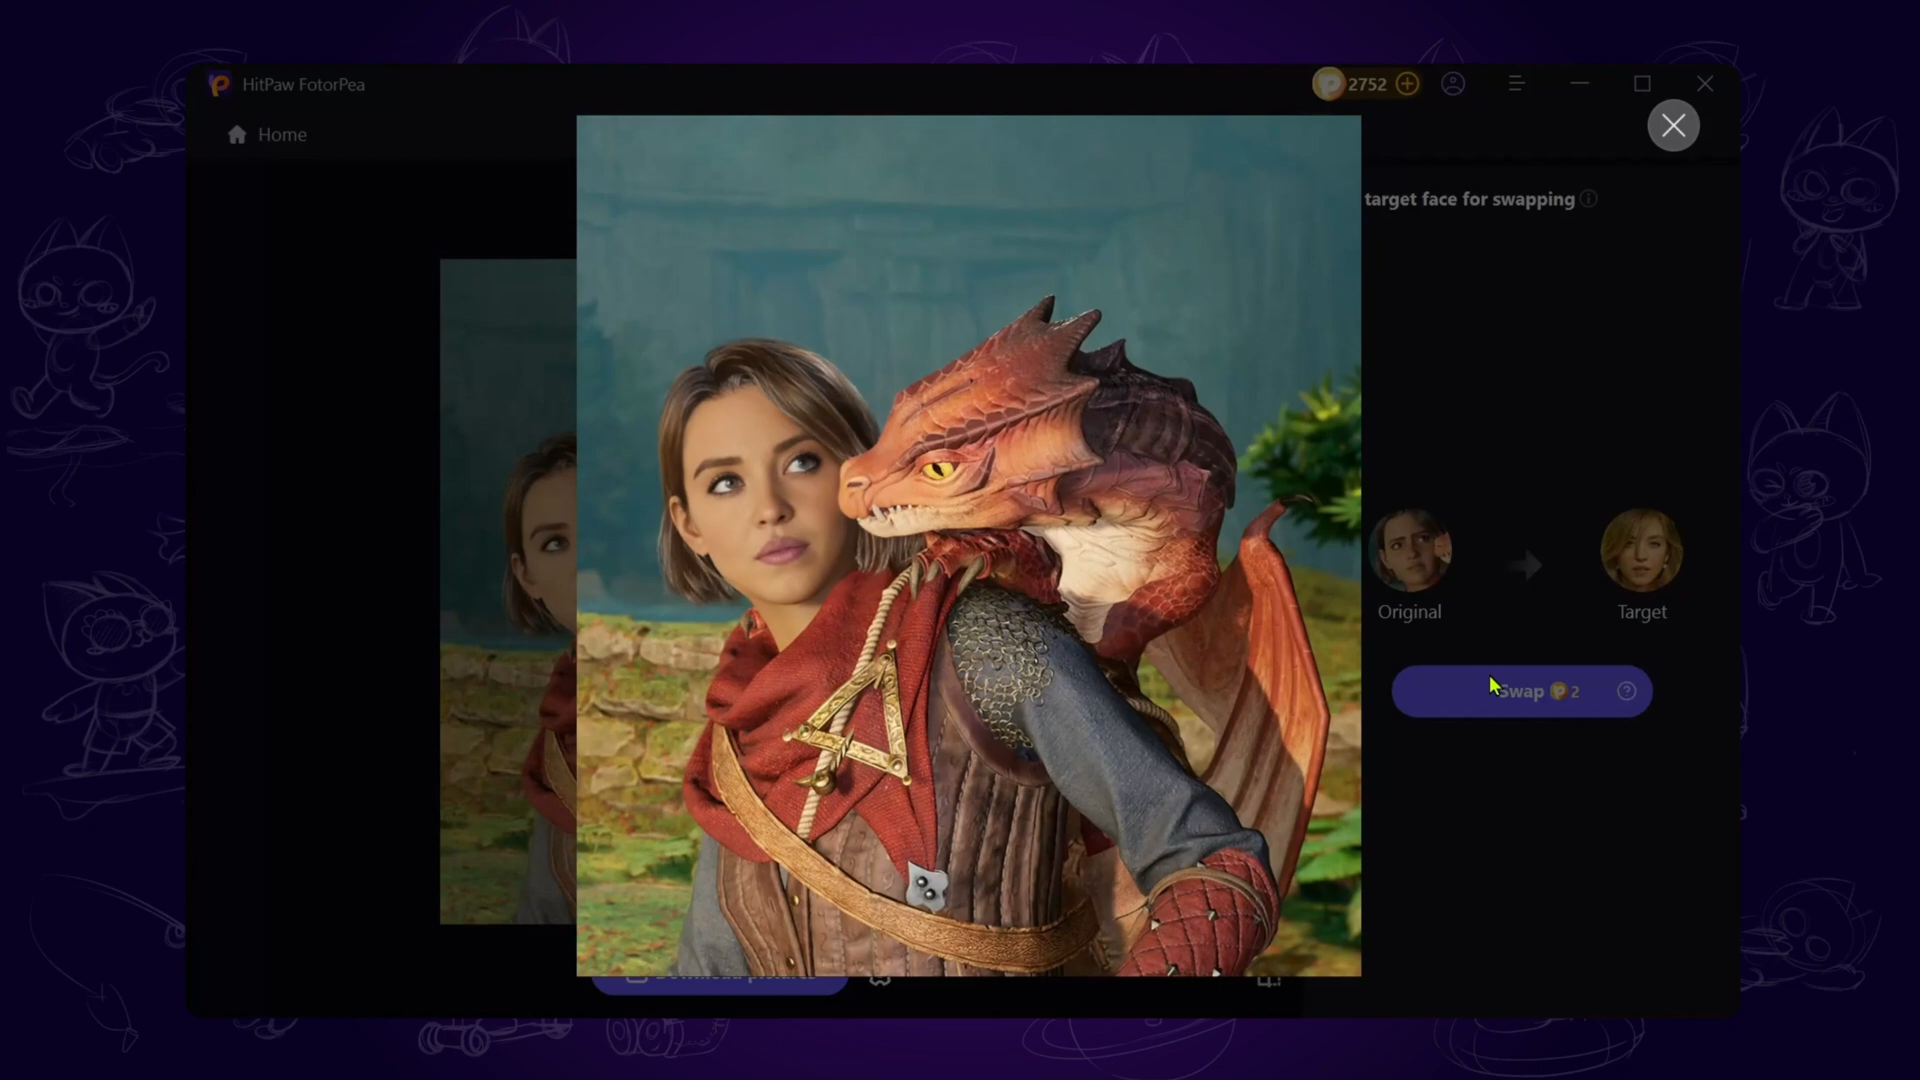 HitPaw FotorPea
2752
Home
target face for swapping
Original
Target
Swap 2